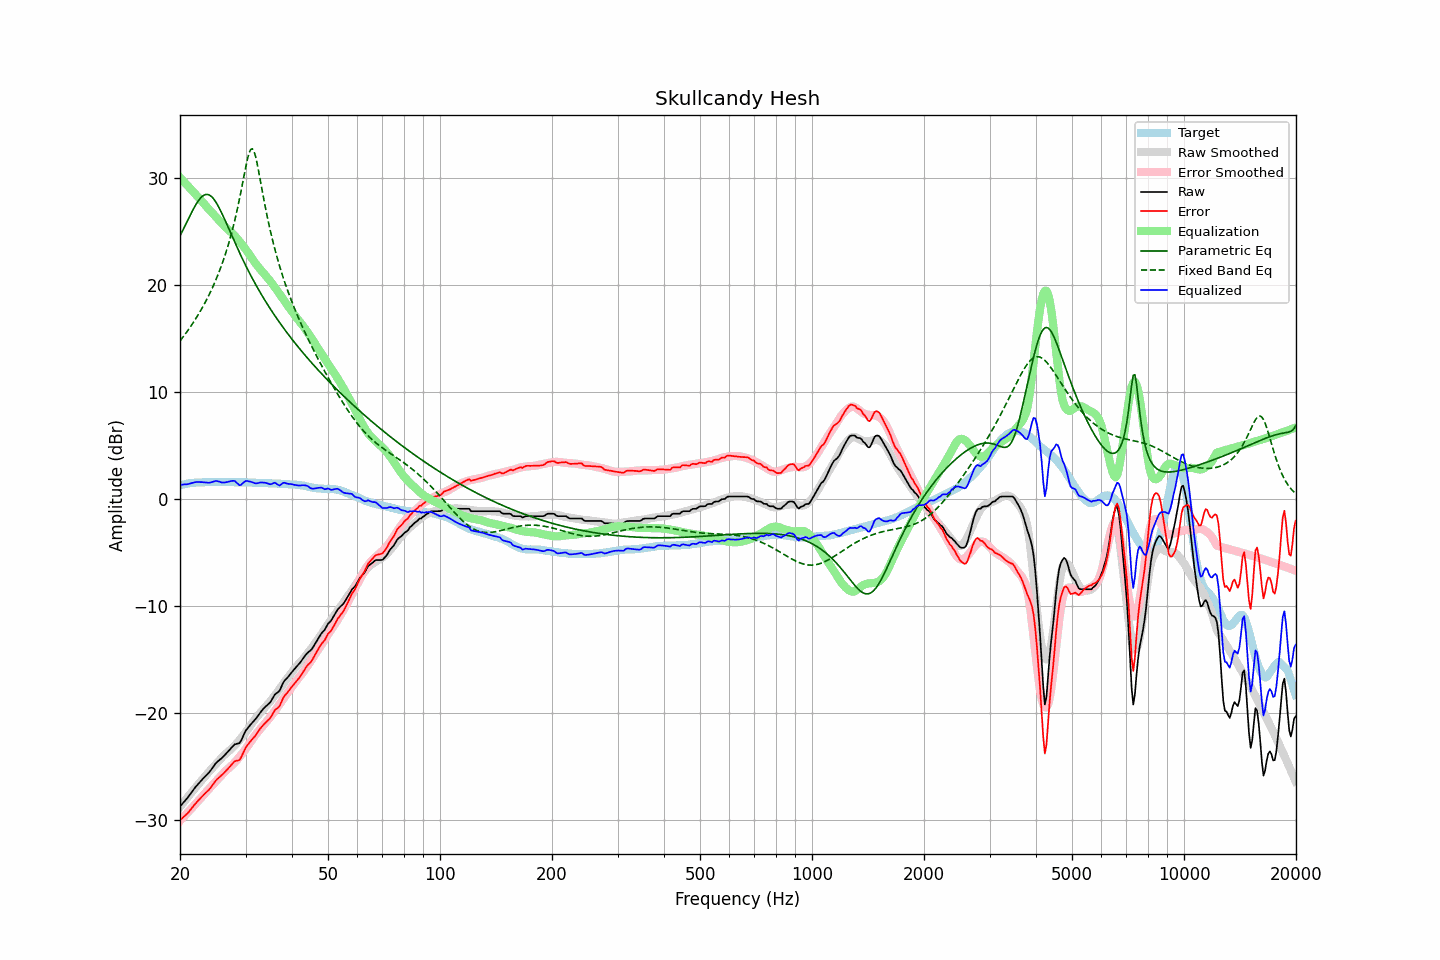 Skullcandy Hesh
Target
Raw Smoothed
Error Smoothed
Raw
Error
Equalization
Parametric Eq
Fixed Band Eq
Equalized
Amplitude (dBr)
30
20
10
0
−10
−20
−30
20
50
100
200
500
1000
2000
5000
10000
20000
Frequency (Hz)